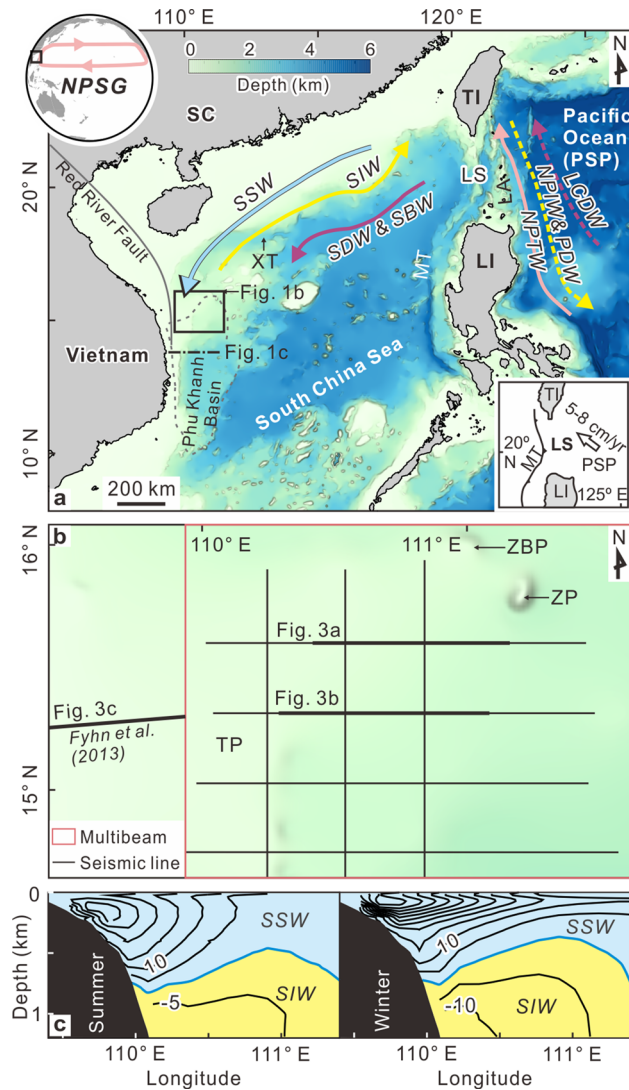 110° E
120° E
NPSG
0 2 4 6
Depth (km)
N
SC
TI
Pacific
Ocean
(PSP)
20° N
Red River Fault
SSW
SIW
LS
LA
LCDW
NPIW & PDW
NPTW
SDW & SBW
XT
MT
LI
Fig. 1b
Vietnam
Fig. 1c
Phu Khanh
Basin
South China Sea
10° N
a
200 km
TI
5-8 cm/yr
20°
N
MT
LS
PSP
LI
125° E
b
16° N
110° E
111° E
N
ZBP
ZP
Fig. 3a
Fig. 3b
Fig. 3c
Fyhn et al.
(2013)
TP
15° N
Multibeam
Seismic line
0
Depth (km)
1
c
Summer
SSW
10
SIW
-5
Winter
SSW
10
SIW
-10
110° E
111° E
110° E
111° E
Longitude
Longitude